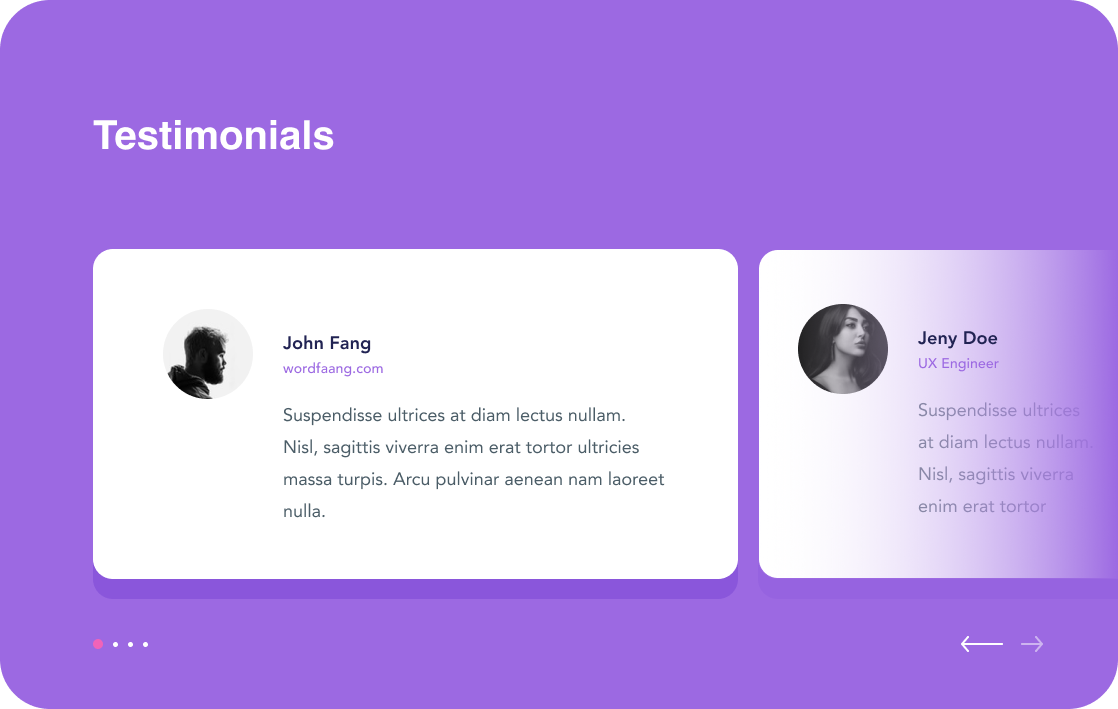 Testimonials
John Fang
wordfaang.com
Suspendisse ultrices at diam lectus nullam.
Nisl, sagittis viverra enim erat tortor ultricies
massa turpis. Arcu pulvinar aenean nam laoreet
nulla.
Jeny Doe
UX Engineer
Suspendisse ultrices
at diam lectus nullam.
Nisl, sagittis viverra
enim erat tortor